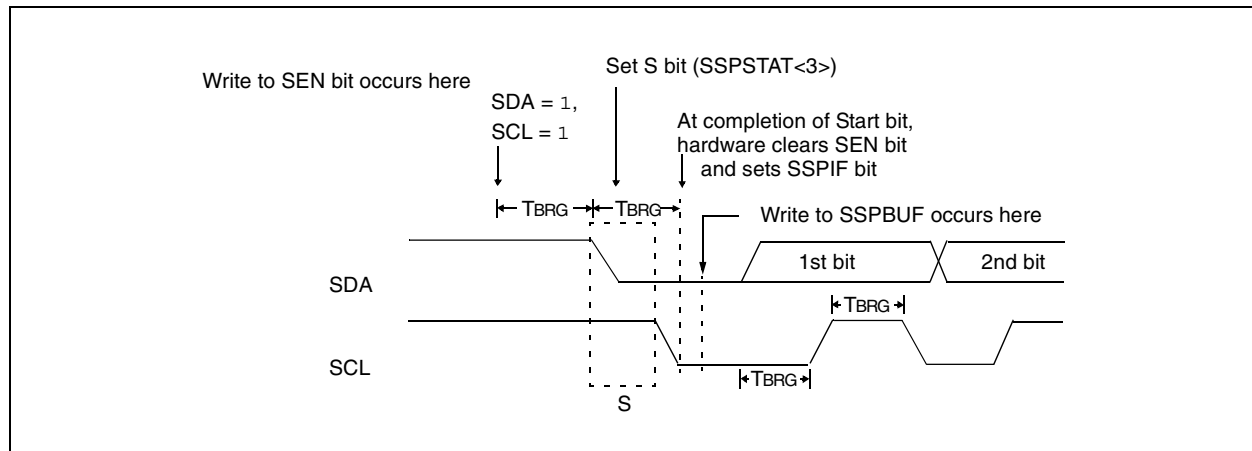 Write to SEN bit occurs here
Set S bit (SSPSTAT<3>)
SDA = 1,
SCL = 1
At completion of Start bit,
hardware clears SEN bit
and sets SSPIF bit
TBRG
TBRG
Write to SSPBUF occurs here
SDA
1st bit
2nd bit
TBRG
SCL
TBRG
S